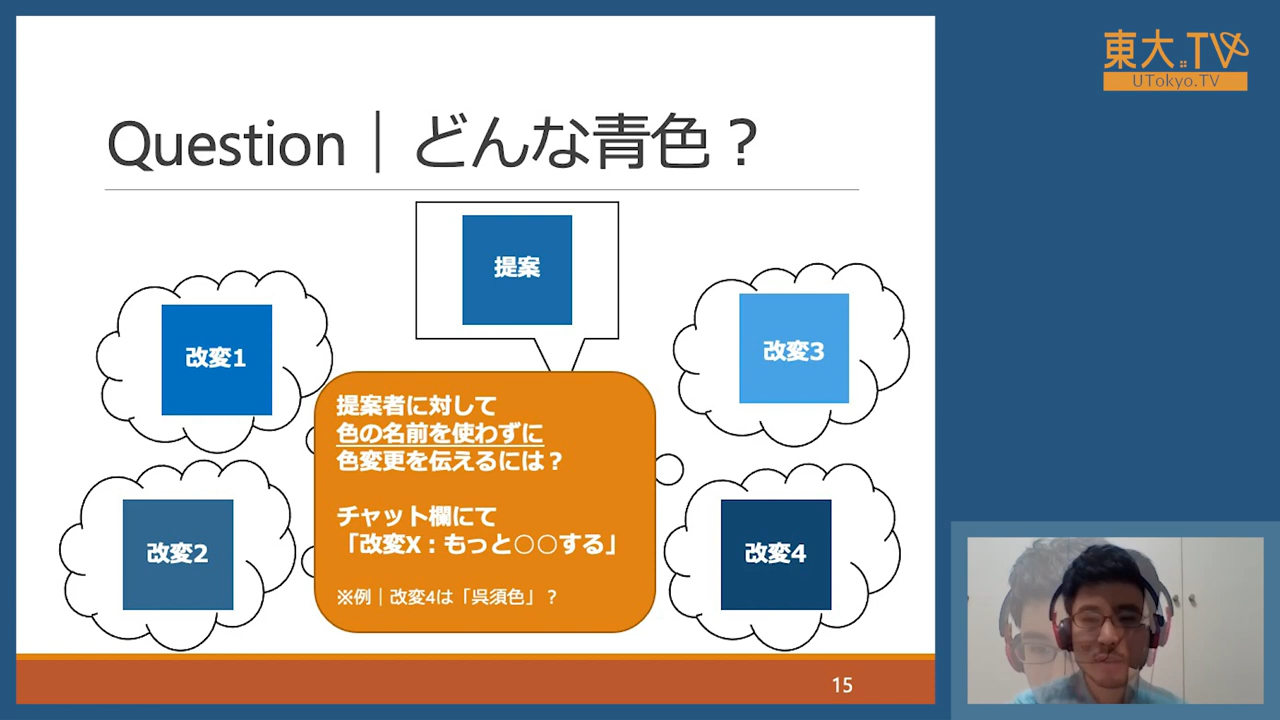 東大.TV
UTokyo.TV
Question│どんな青色？
提案
改変1
改変3
提案者に対して
色の名前を使わずに
色変更を伝えるには？
チャット欄にて
「改変X：もっと○○する」
※例｜改変4は「呉須色」？
改変2
改変4
15